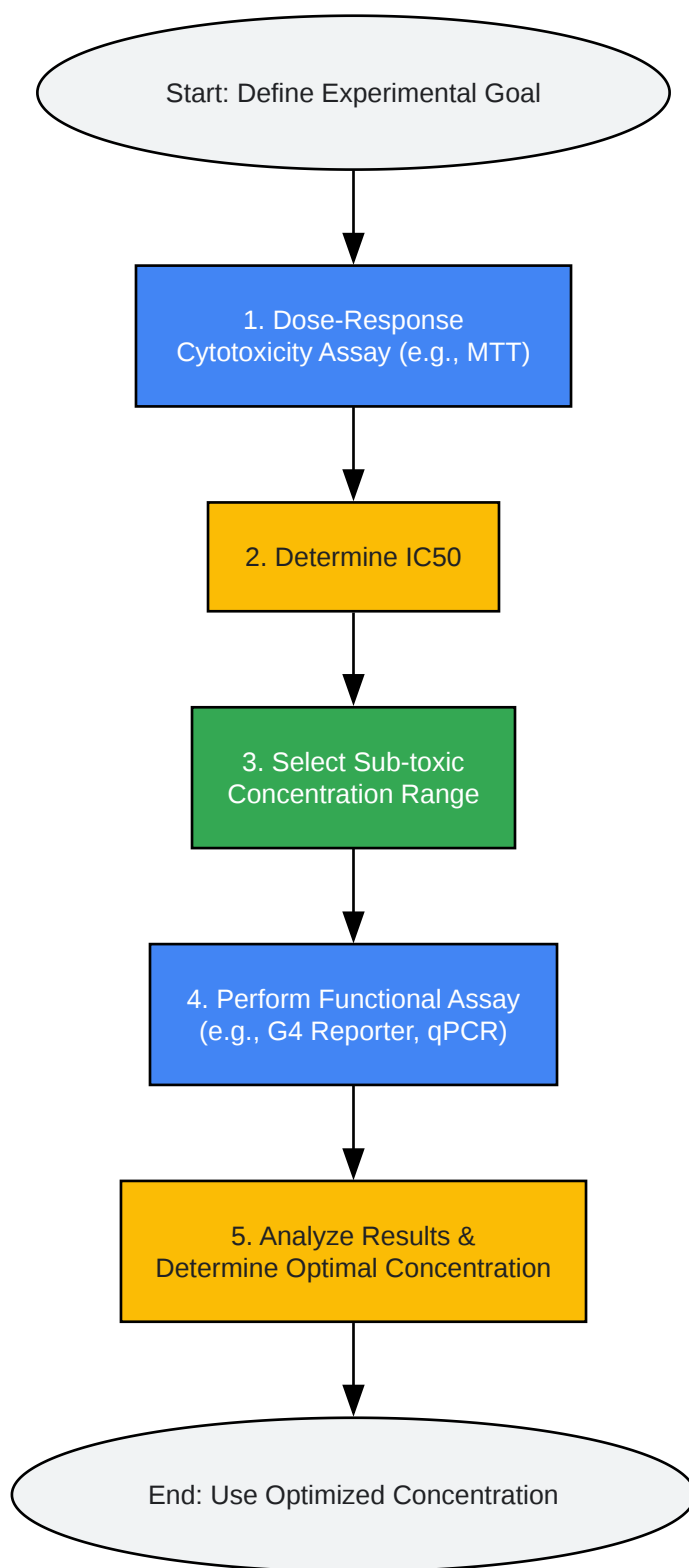 Start: Define Experimental Goal
1. Dose-Response
Cytotoxicity Assay (e.g., MTT)
2. Determine IC50
3. Select Sub-toxic
Concentration Range
4. Perform Functional Assay
(e.g., G4 Reporter, qPCR)
5. Analyze Results &
Determine Optimal Concentration
End: Use Optimized Concentration